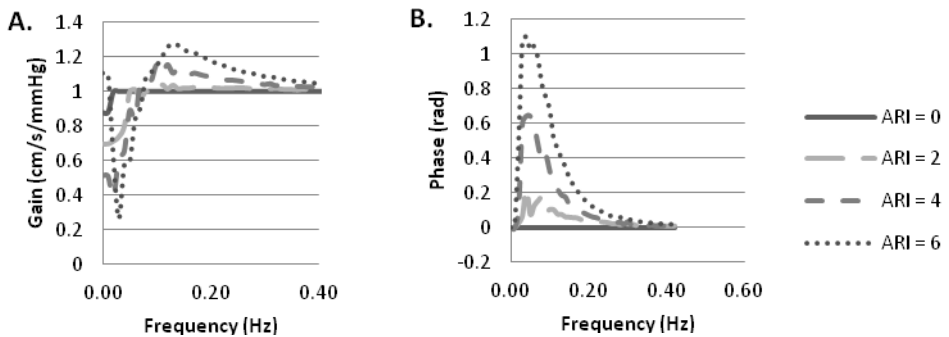 A.
Gain (cm/s/mmHg)
1.4
1.2
1
0.8
0.6
0.4
0.2
0
0.00 0.20 0.40
Frequency (Hz)
B.
Phase (rad)
1.2
1
0.8
0.6
0.4
0.2
0
-0.2
0.00 0.20 0.40 0.60
Frequency (Hz)
ARI = 0
ARI = 2
ARI = 4
ARI = 6